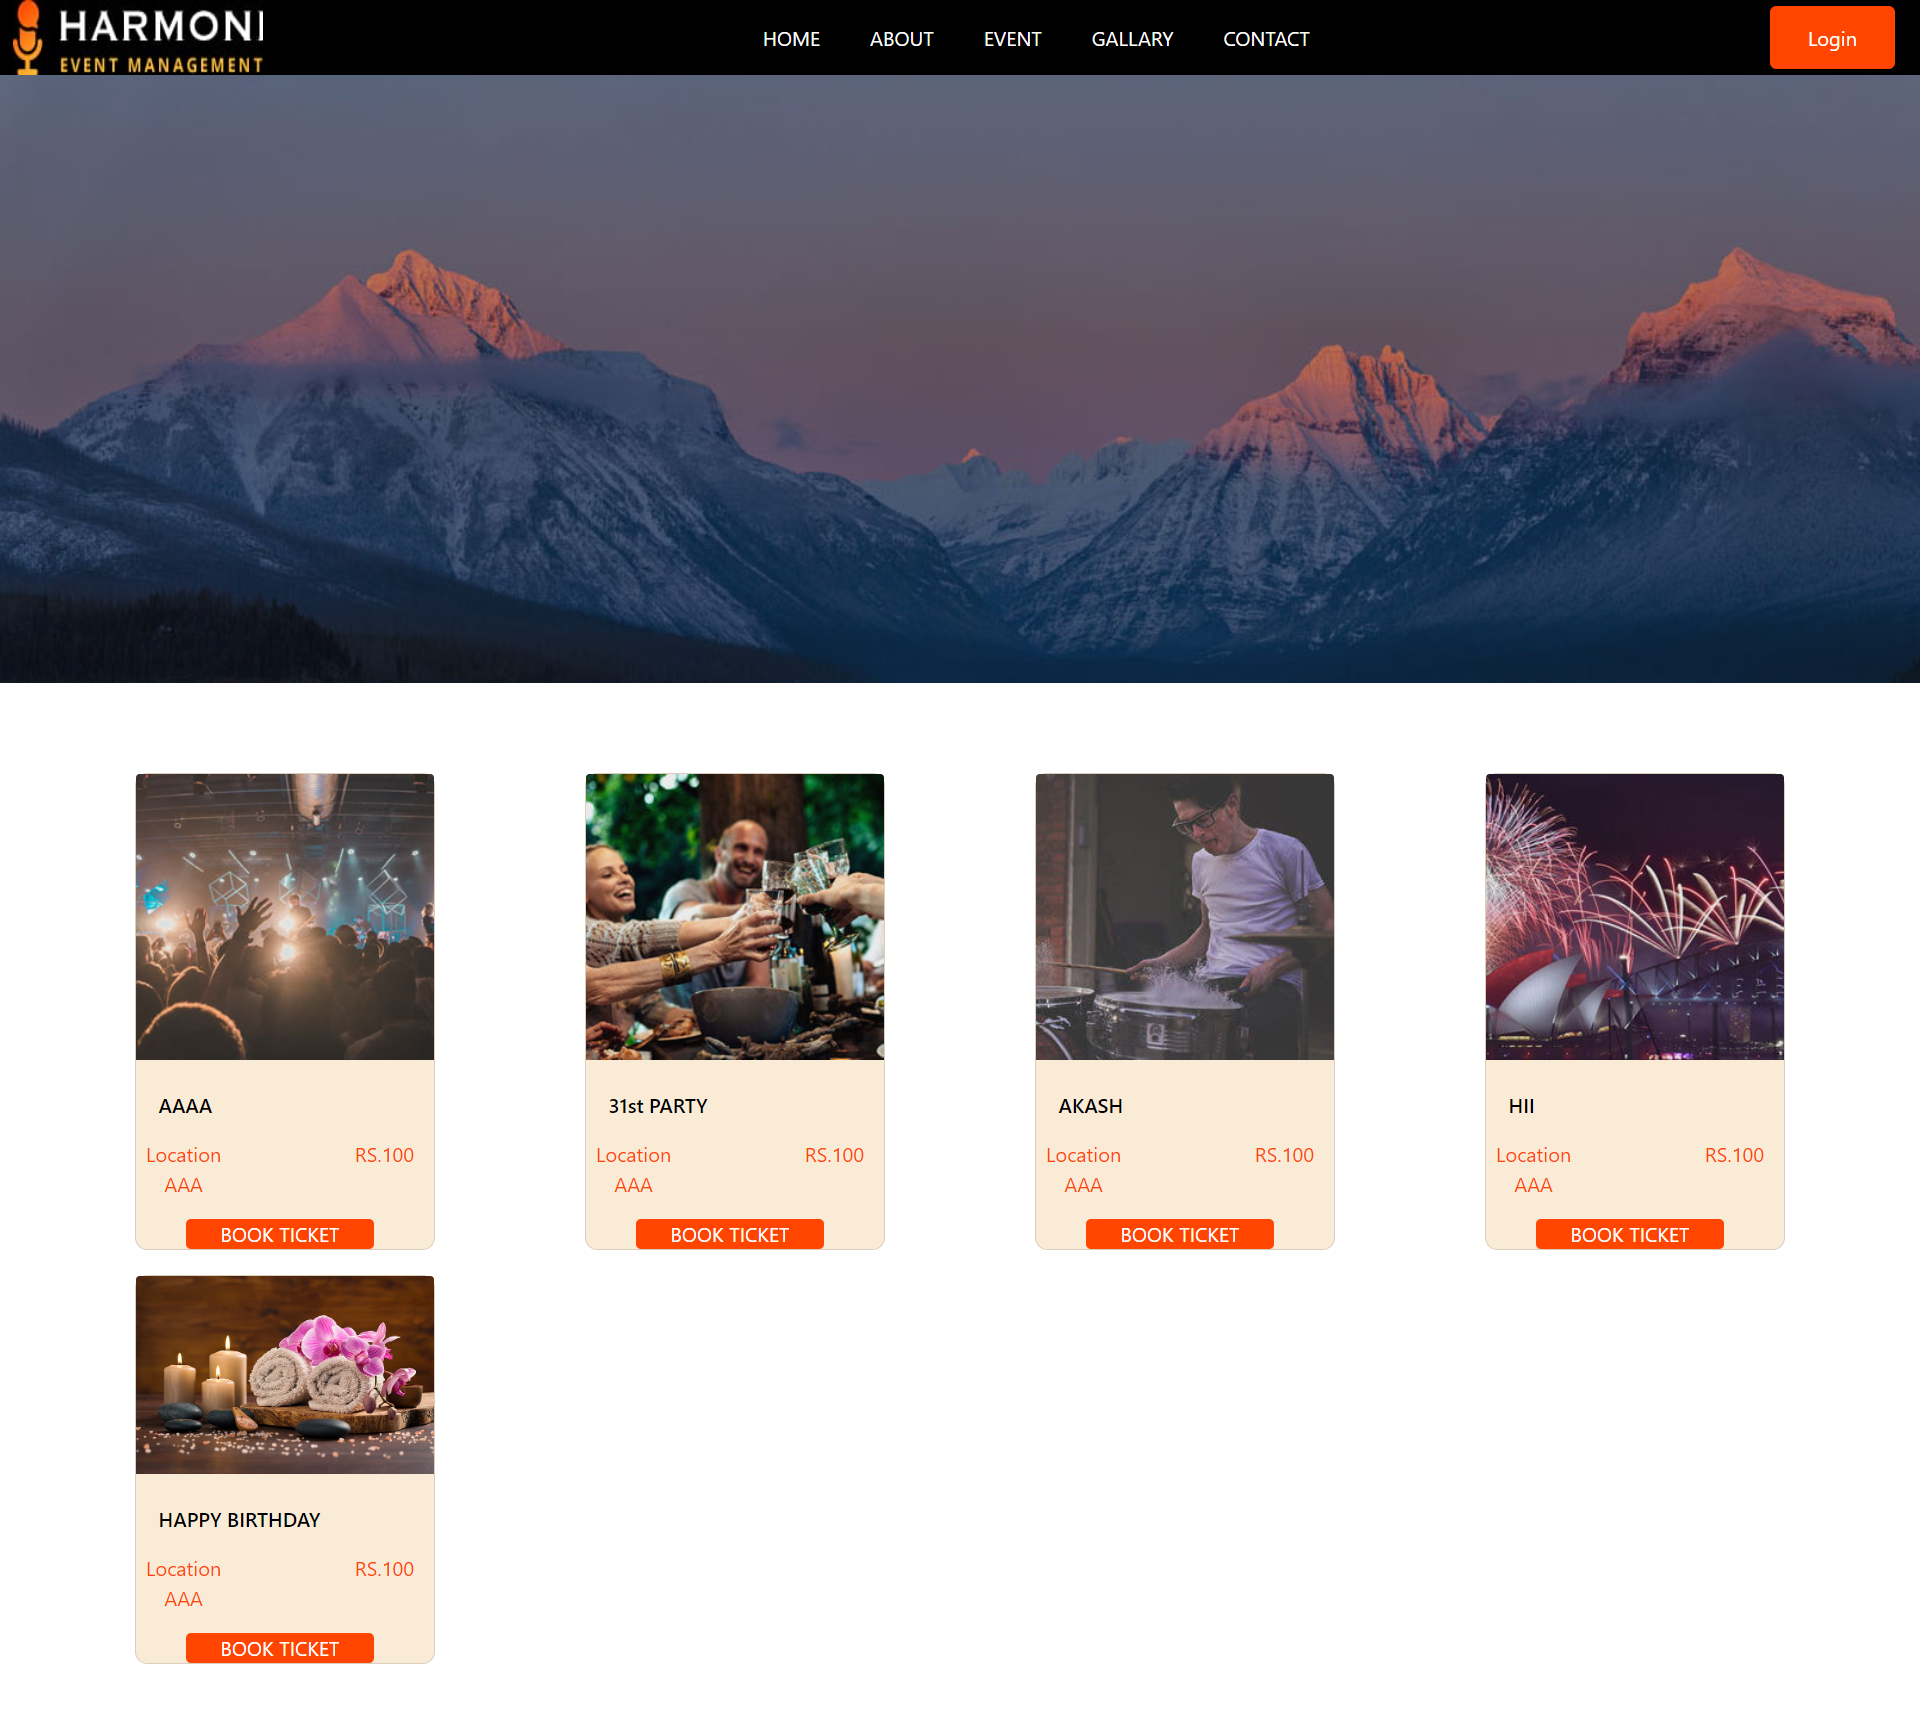 HARMONI
EVENT MANAGEMENT
HOME
ABOUT
EVENT
GALLARY
CONTACT
Login
AAAA
Location
RS.100
AAA
BOOK TICKET
31st PARTY
Location
RS.100
AAA
BOOK TICKET
AKASH
Location
RS.100
AAA
BOOK TICKET
HII
Location
RS.100
AAA
BOOK TICKET
HAPPY BIRTHDAY
Location
RS.100
AAA
BOOK TICKET